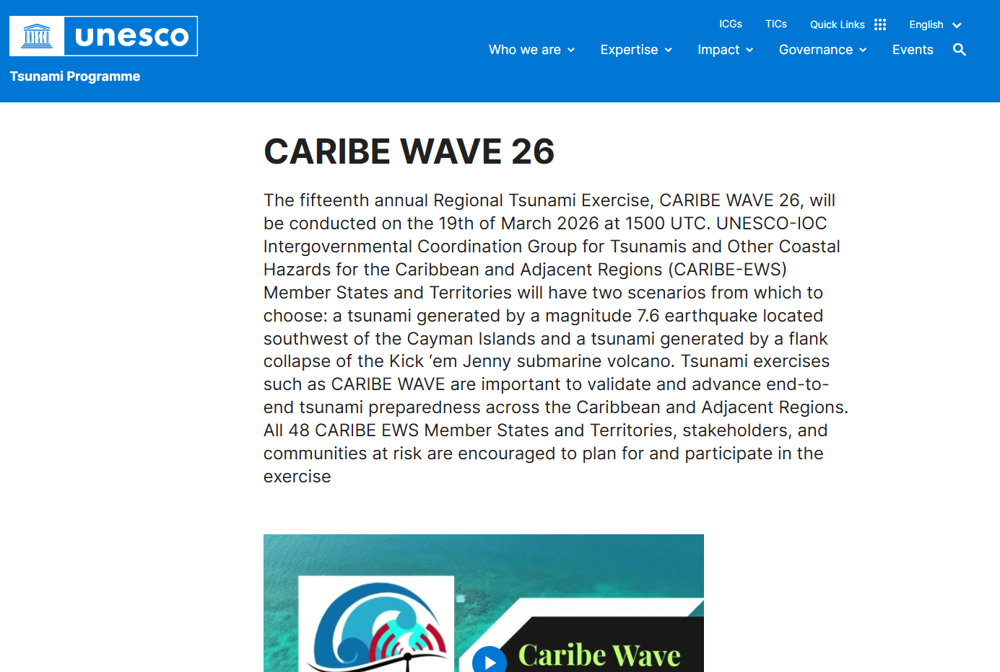 unesco
Tsunami Programme
ICGs TICs Quick Links English
Who we are Expertise Impact Governance Events
CARIBE WAVE 26
The fifteenth annual Regional Tsunami Exercise, CARIBE WAVE 26, will
be conducted on the 19th of March 2026 at 1500 UTC. UNESCO-IOC
Intergovernmental Coordination Group for Tsunamis and Other Coastal
Hazards for the Caribbean and Adjacent Regions (CARIBE-EWS)
Member States and Territories will have two scenarios from which to
choose: a tsunami generated by a magnitude 7.6 earthquake located
southwest of the Cayman Islands and a tsunami generated by a flank
collapse of the Kick ‘em Jenny submarine volcano. Tsunami exercises
such as CARIBE WAVE are important to validate and advance end-to-
end tsunami preparedness across the Caribbean and Adjacent Regions.
All 48 CARIBE EWS Member States and Territories, stakeholders, and
communities at risk are encouraged to plan for and participate in the
exercise
Caribe Wave